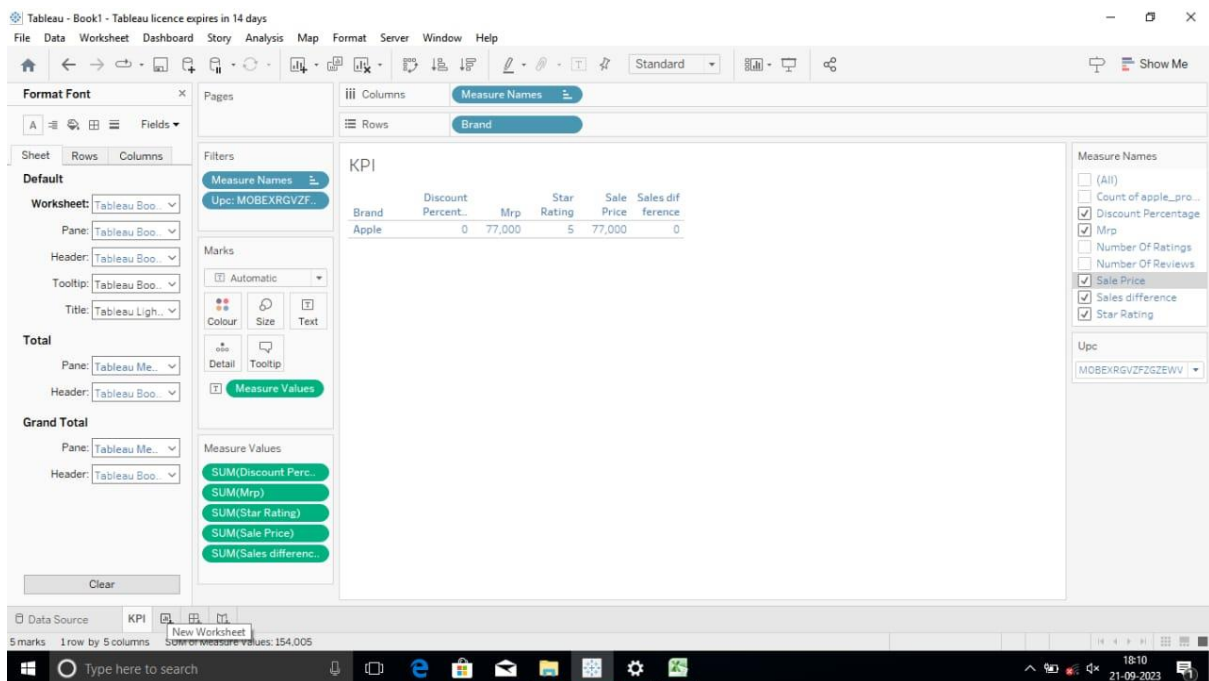 Tableau - Book1 - Tableau licence expires in 14 days
File Data Worksheet Dashboard Story Analysis Map Format Server Window Help
Standard
Show Me
Format Font
Fields
Sheet Rows Columns
Default
Worksheet: Tableau Boo..
Pane: Tableau Boo..
Header: Tableau Boo..
Tooltip: Tableau Boo..
Title: Tableau Ligh..
Total
Pane: Tableau Me..
Header: Tableau Boo..
Grand Total
Pane: Tableau Me..
Header: Tableau Boo..
Clear
Pages
Filters
Measure Names
Upc: MOBEXRGVZF..
Marks
Automatic
Colour Size Text
Detail Tooltip
Measure Values
Measure Values
SUM(Discount Perc..
SUM(Mrp)
SUM(Star Rating)
SUM(Sale Price)
SUM(Sales differenc..
Columns Measure Names
Rows Brand
KPI
Discount Star Sale Sales dif
Brand Percent.. Mrp Rating Price ference
Apple 0 77,000 5 77,000 0
Measure Names
(All)
Count of apple_pro...
Discount Percentage
Mrp
Number Of Ratings
Number Of Reviews
Sale Price
Sales difference
Star Rating
Upc
MOBEXRGVZFZGZEWV
Data Source KPI
New Worksheet
5 marks 1 row by 5 columns SUM of Measure Values: 154,005
Type here to search
18:10
21-09-2023